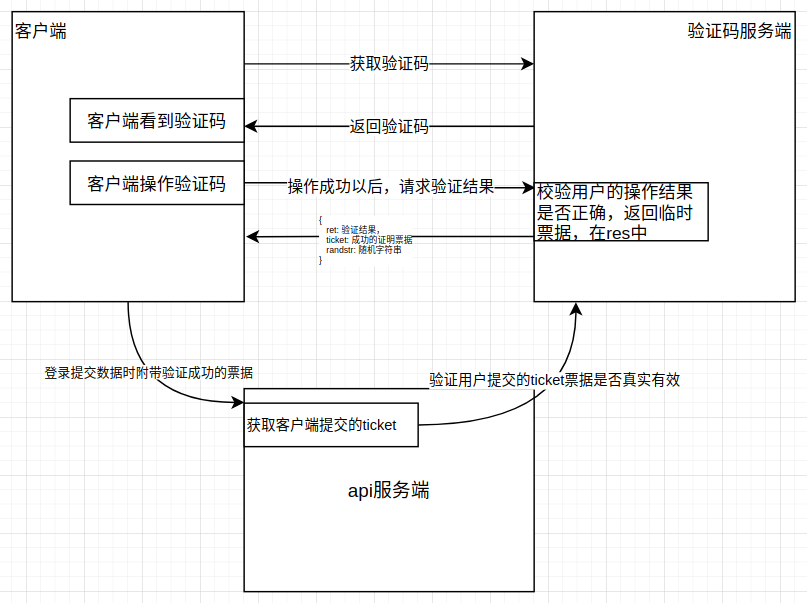 客户端
验证码服务端
获取验证码
客户端看到验证码
返回验证码
客户端操作验证码
操作成功以后，请求验证结果
校验用户的操作结果
是否正确，返回临时
票据，在res中
{
ret: 验证结果，
ticket: 成功的证明票据
randstr: 随机字符串
}
登录提交数据时附带验证成功的票据
验证用户提交的ticket票据是否真实有效
获取客户端提交的ticket
api服务端